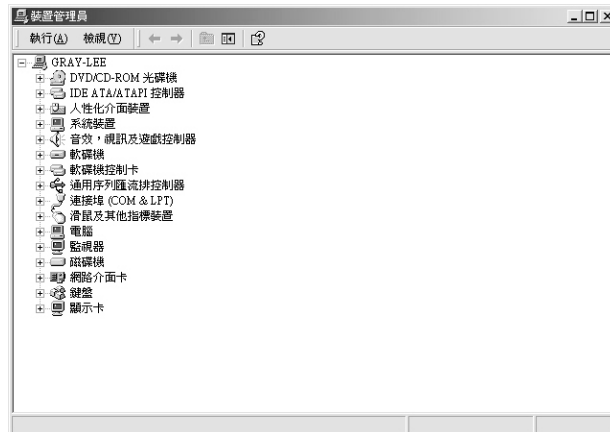 裝置管理員
執行(A) 檢視(V)
GRAY-LEE
DVD/CD-ROM 光碟機
IDE ATA/ATAPI 控制器
人性化介面裝置
系統裝置
音效，視訊及遊戲控制器
軟碟機
軟碟機控制卡
通用序列匯流排控制器
連接埠 (COM & LPT)
滑鼠及其他指標裝置
電腦
監視器
磁碟機
網路介面卡
鍵盤
顯示卡